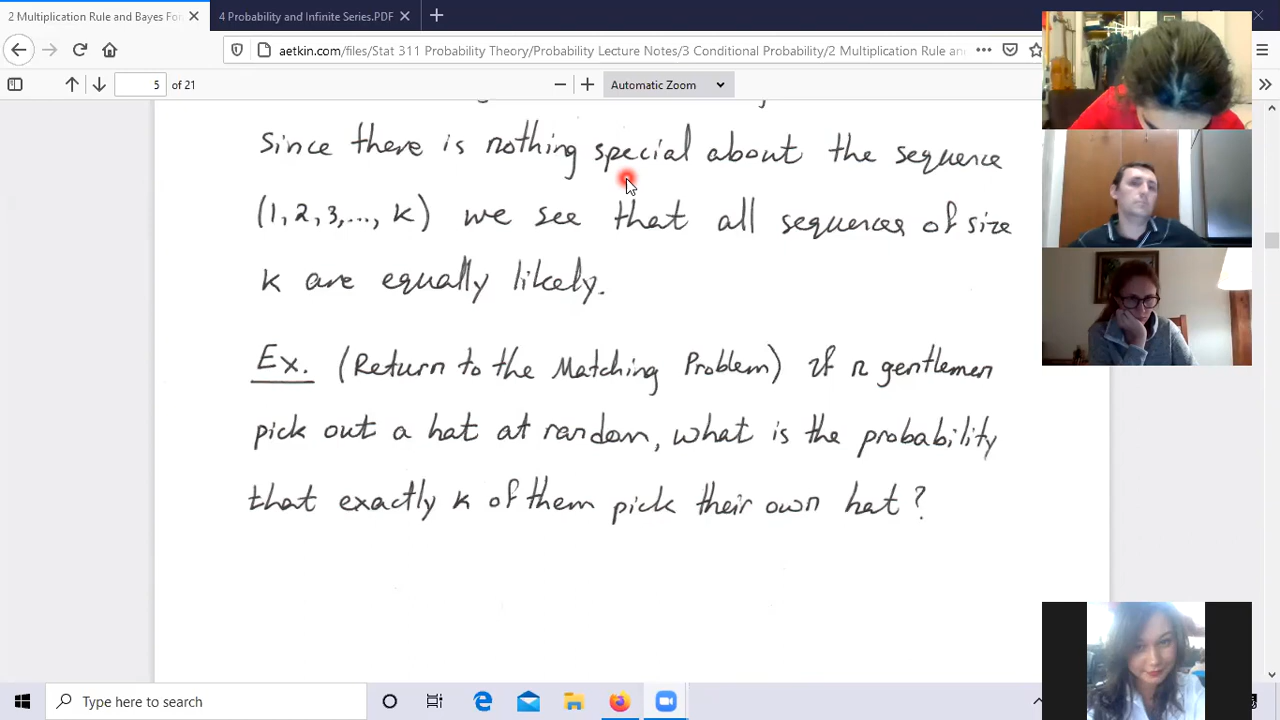 2 Multiplication Rule and Bayes Fo
4 Probability and Infinite Series.PDF
aetkin.com/files/Stat 311 Probability Theory/Probability Lecture Notes/3 Conditional Probability/2 Multiplication Rule and
5 of 21
Automatic Zoom
Since there is nothing special about the sequence
(1, 2, 3, ..., k) we see that all sequences of size
k are equally likely.
Ex. (Return to the Matching Problem) if n gentlemen
pick out a hat at random, what is the probability
that exactly k of them pick their own hat?
Type here to search